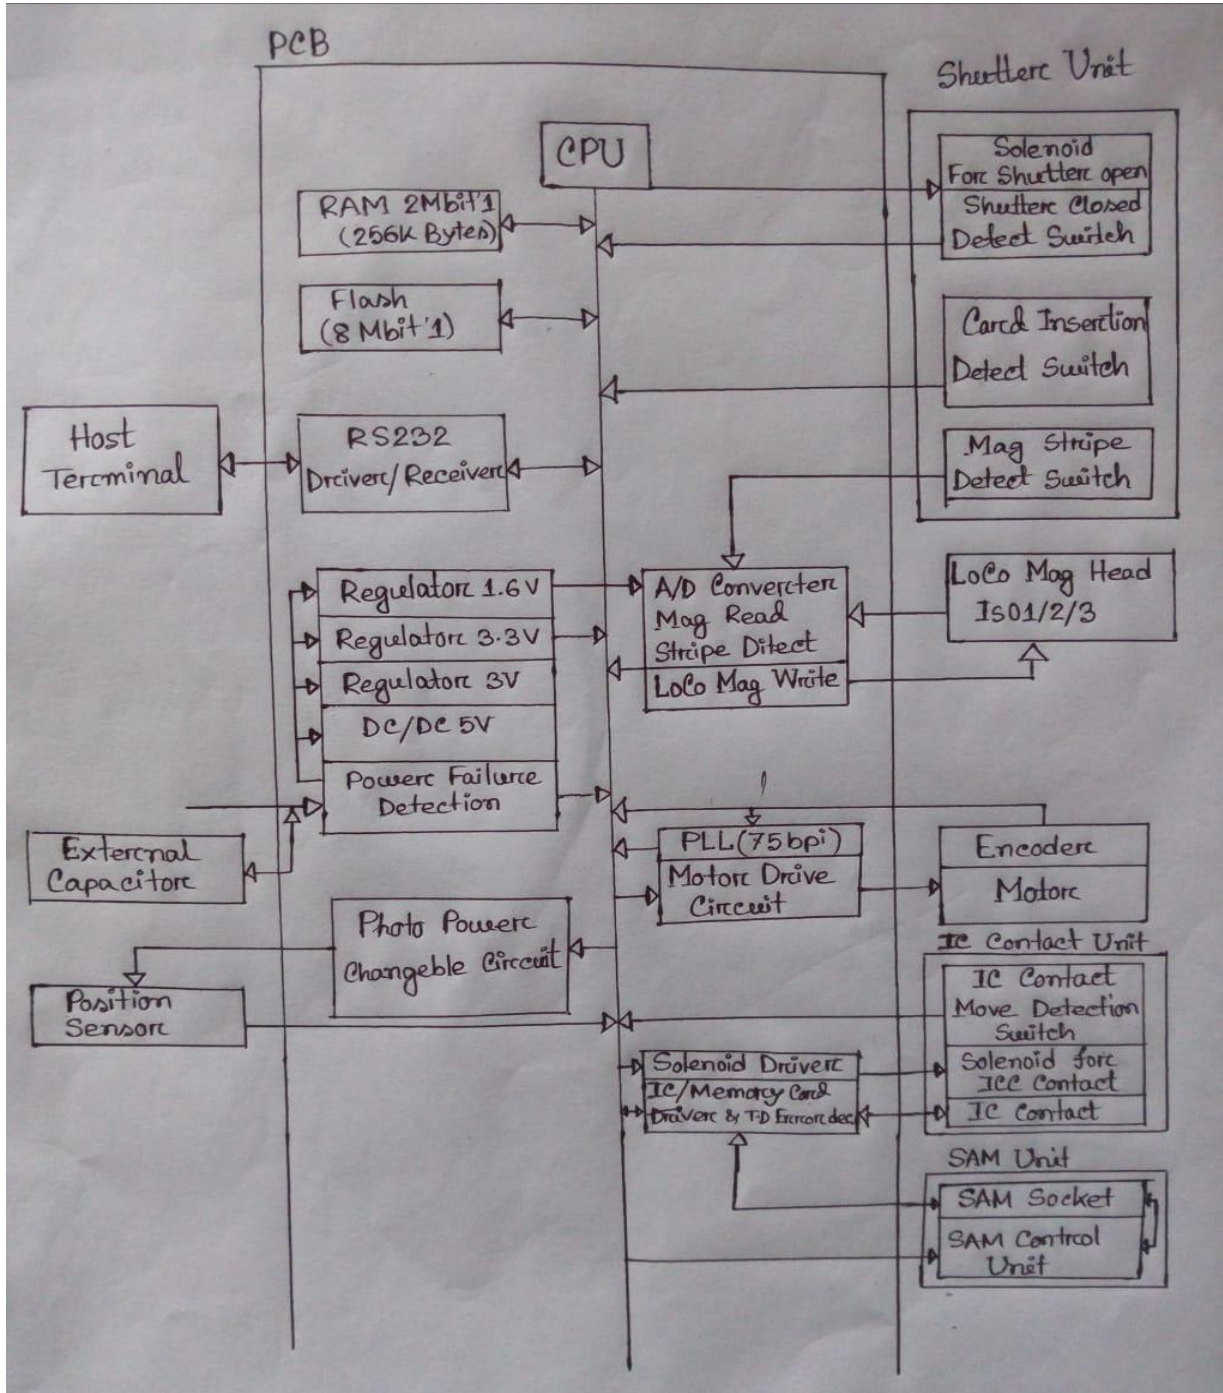 PCB
Shutter Unit
CPU
Solenoid
For Shutter open
Shutter Closed
Detect Switch
RAM 2Mbit'1
(256K Bytes)
Flash
(8 Mbit'1)
Card Insertion
Detect Switch
Host
Terminal
RS232
Driver/Receiver
Mag Stripe
Detect Switch
Regulator 1.6V
Regulator 3.3V
Regulator 3V
DC/DC 5V
Power Failure
Detection
A/D Converter
Mag Read
Stripe Ditect
LoCo Mag Write
LoCo Mag Head
ISO1/2/3
External
Capacitor
PLL(75bpi)
Motor Drive
Circuit
Encoder
Motor
Photo Power
Changeble Circuit
Position
Sensor
IC Contact Unit
IC Contact
Move Detection
Switch
Solenoid for
ICC Contact
IC Contact
Solenoid Driver
IC/Memory Card
Driver & T-D Error dec
SAM Unit
SAM Socket
SAM Control
Unit